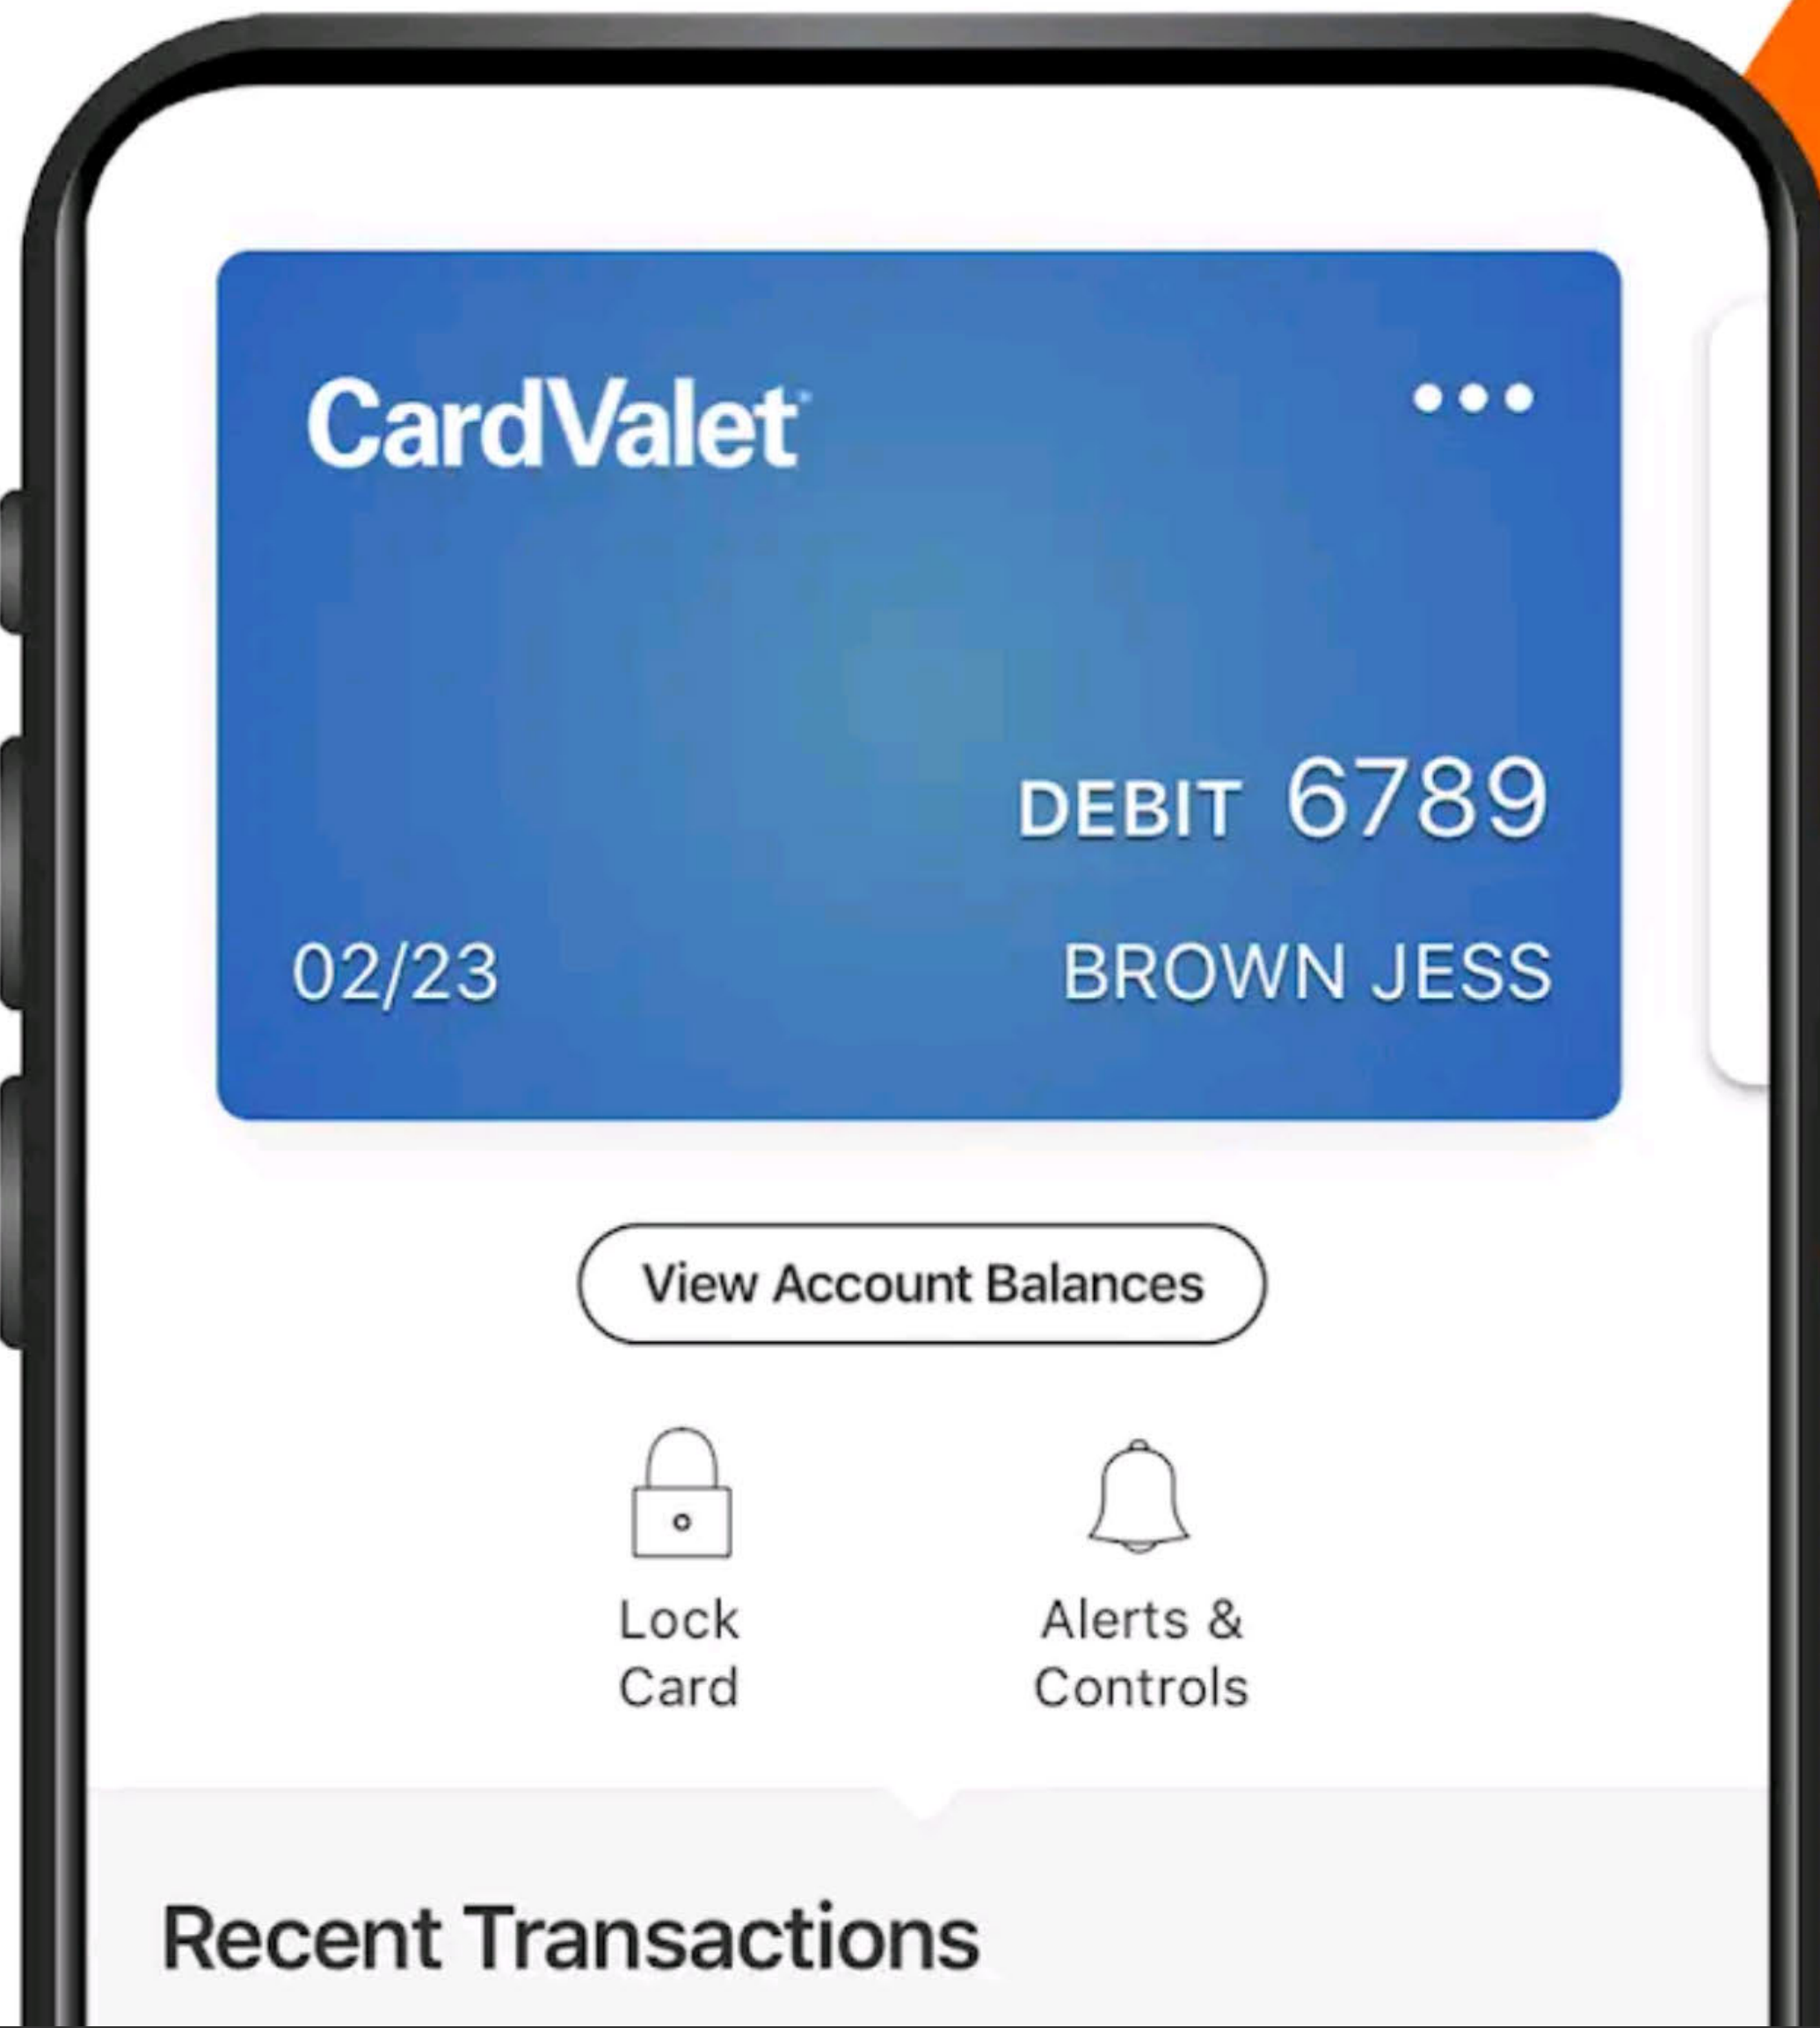 CardValet
DEBIT 6789
02/23 BROWN JESS
View Account Balances
Lock Card
Alerts & Controls
Recent Transactions